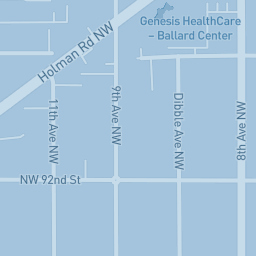 Genesis HealthCare
– Ballard Center
Holman Rd NW
11th Ave NW
9th Ave NW
Dibble Ave NW
8th Ave NW
NW 92nd St